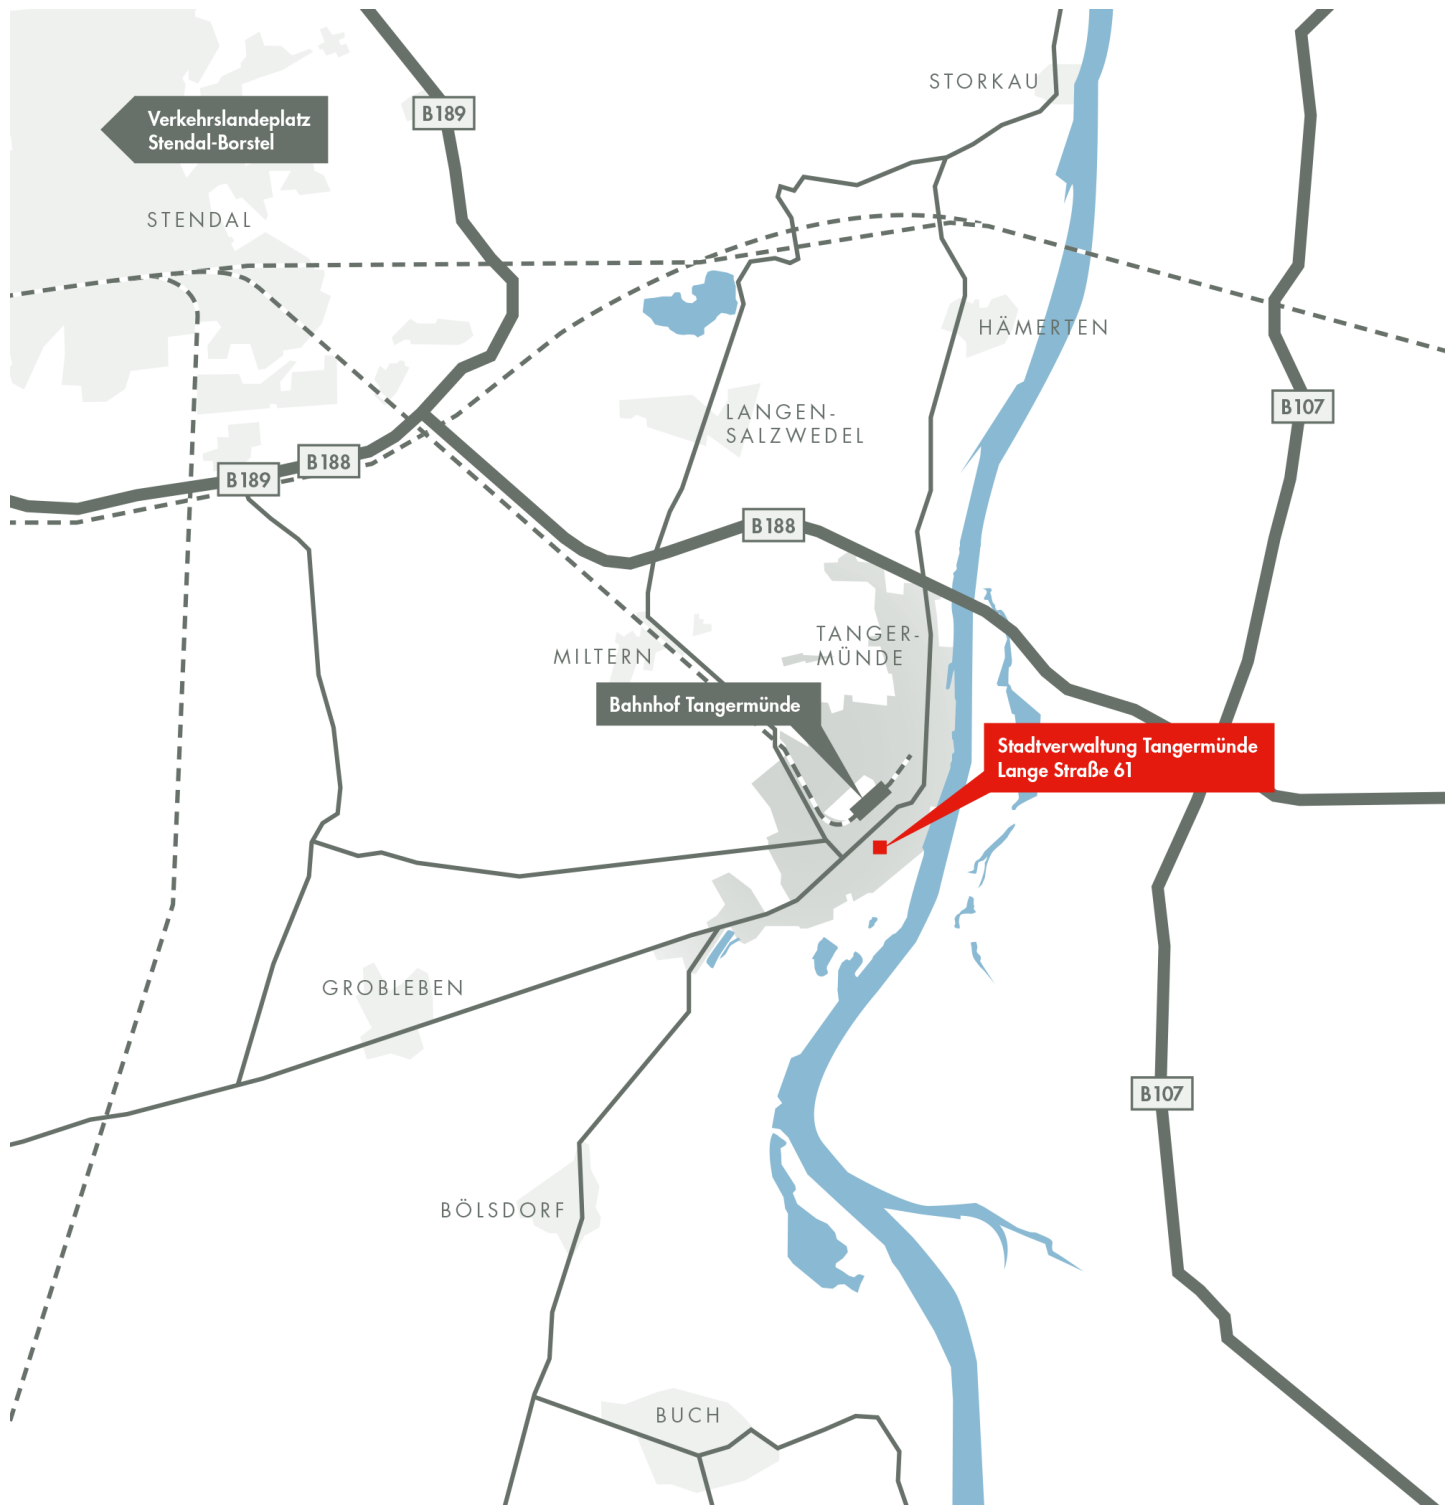 STORKAU
B189
Verkehrslandeplatz
Stendal-Borstel
STENDAL
HÄMERTEN
B107
LANGEN-
SALZWEDEL
B188
B189
B188
TANGER-
MÜNDE
MILTERN
Bahnhof Tangermünde
Stadtverwaltung Tangermünde
Lange Straße 61
GROBLEBEN
B107
BÖLSDORF
BUCH